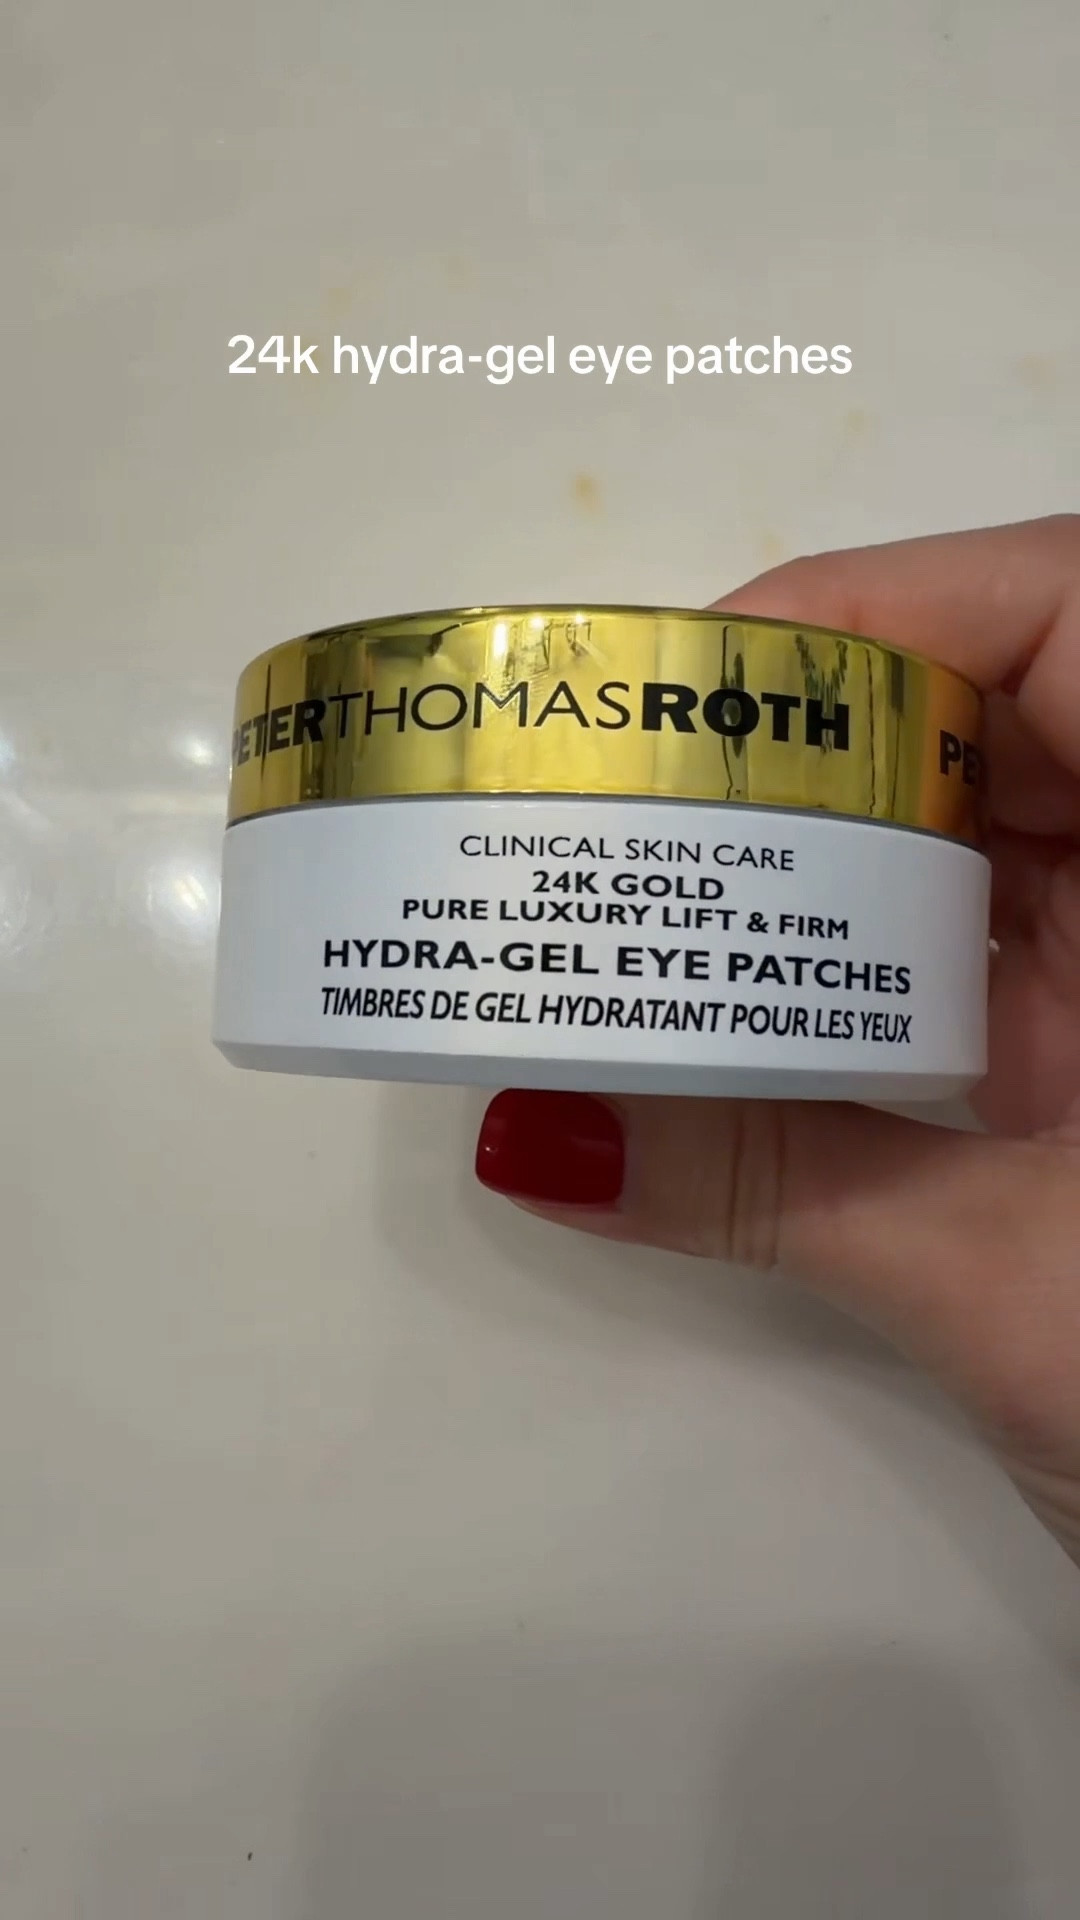 24k hydra-gel eye patches
PETERTHOMASROTH PE
CLINICAL SKIN CARE
24K GOLD
PURE LUXURY LIFT & FIRM
HYDRA-GEL EYE PATCHES
TIMBRES DE GEL HYDRATANT POUR LES YEUX